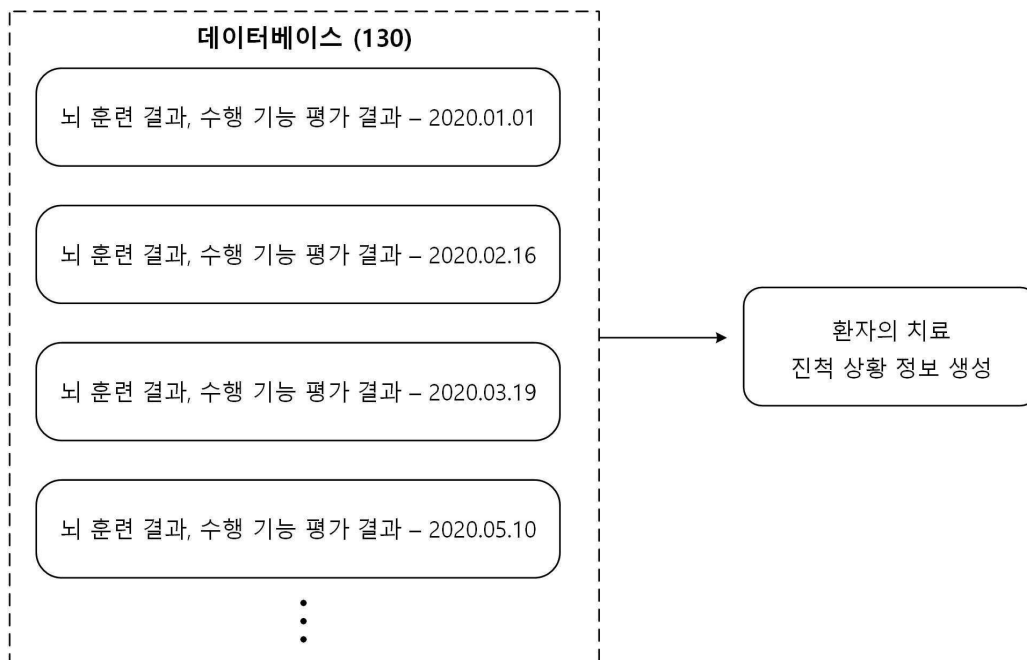 데이터베이스 (130)
뇌 훈련 결과, 수행 기능 평가 결과 – 2020.01.01
뇌 훈련 결과, 수행 기능 평가 결과 – 2020.02.16
뇌 훈련 결과, 수행 기능 평가 결과 – 2020.03.19
뇌 훈련 결과, 수행 기능 평가 결과 – 2020.05.10
환자의 치료
진척 상황 정보 생성